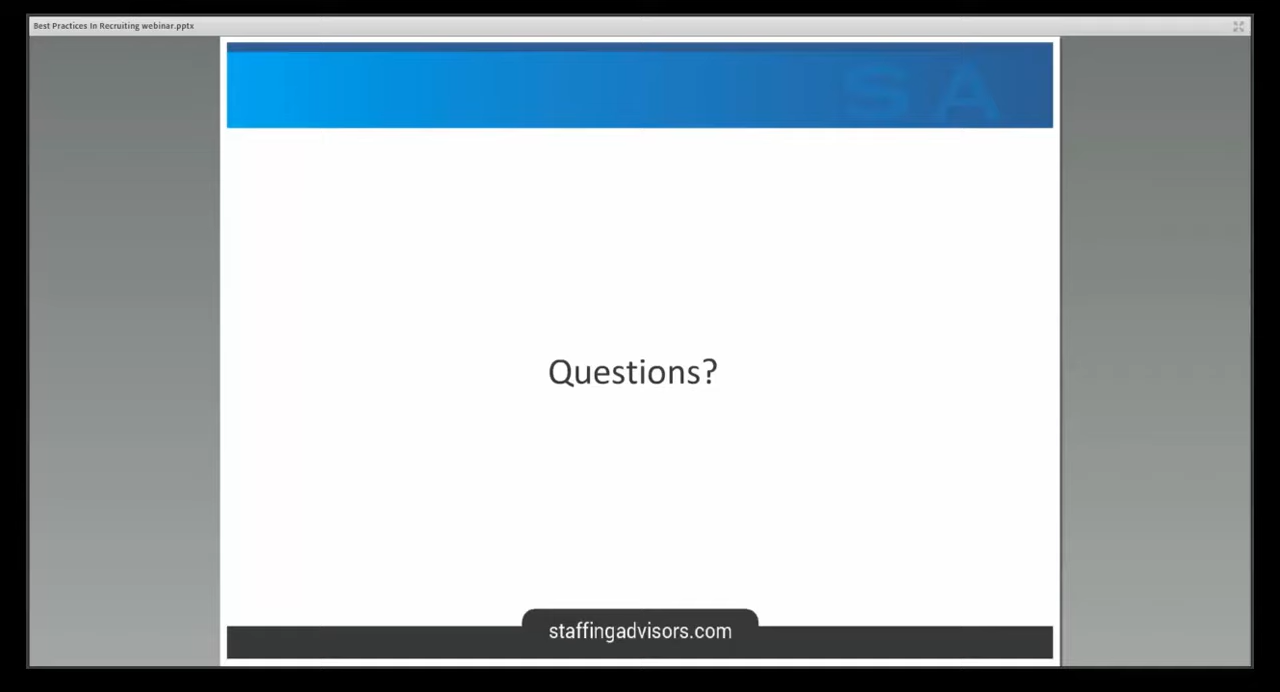 Best Practices In Recruiting webinar.pptx
SA
Questions?
staffingadvisors.com